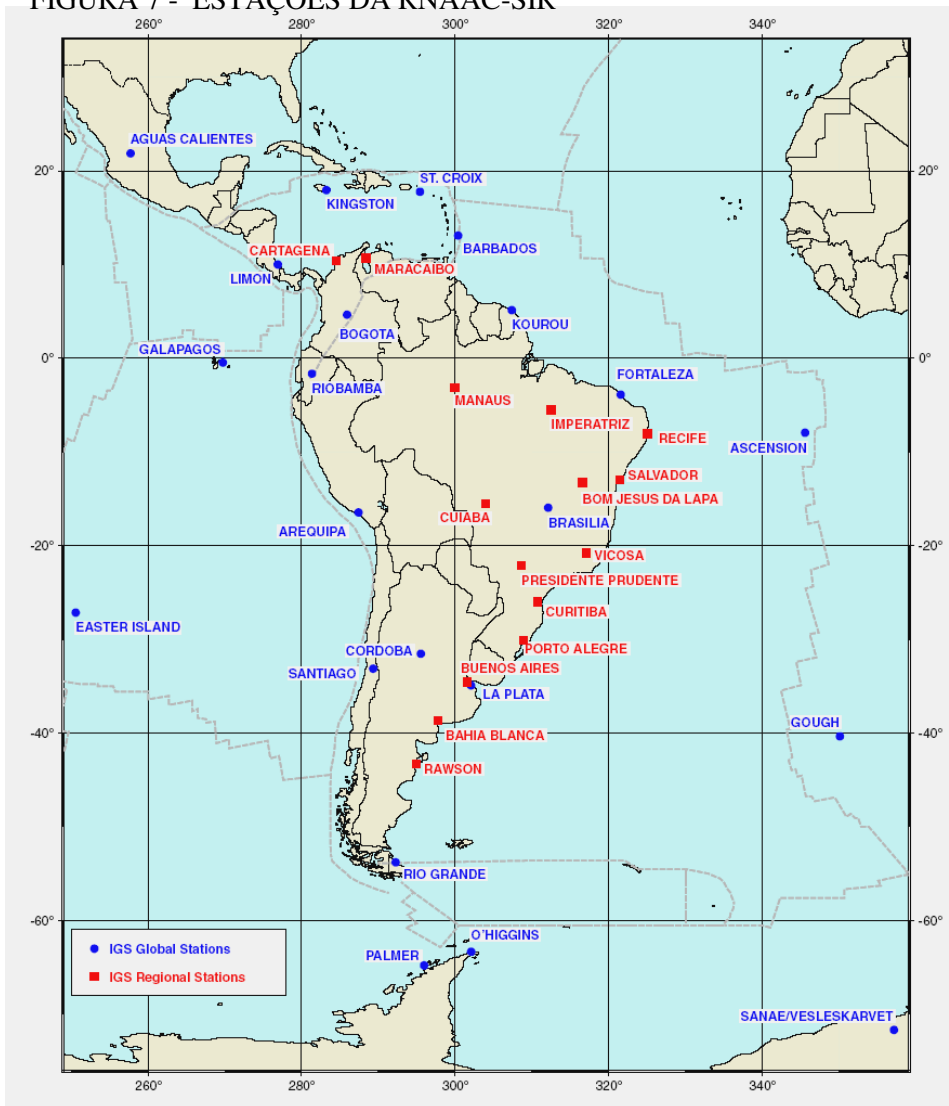 FIGURA 7 - ESTAÇÕES DA RNAAC-SIR
260° 280° 300° 320° 340°
AGUAS CALIENTES
20° 20°
ST. CROIX
KINGSTON
BARBADOS
CARTAGENA
MARACAIBO
LIMON
KOUROU
BOGOTA
GALAPAGOS
0° 0°
FORTALEZA
RIOBAMBA
MANAUS
IMPERATRIZ
RECIFE
ASCENSION
SALVADOR
BOM JESUS DA LAPA
CUIABA
BRASILIA
AREQUIPA
-20° -20°
VICOSA
PRESIDENTE PRUDENTE
CURITIBA
EASTER ISLAND
PORTO ALEGRE
CORDOBA
BUENOS AIRES
SANTIAGO
LA PLATA
GOUGH
-40° -40°
BAHIA BLANCA
RAWSON
RIO GRANDE
-60° -60°
O'HIGGINS
IGS Global Stations
PALMER
IGS Regional Stations
SANAE/VESLESKARVET
260° 280° 300° 320° 340°